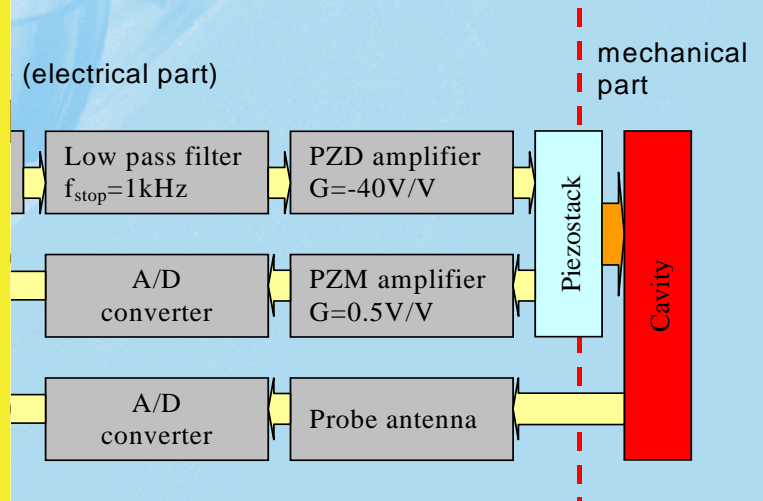 mechanical
part
(electrical part)
Low pass filter
f_stop=1kHz
PZD amplifier
G=-40V/V
Piezostack
Cavity
A/D
converter
PZM amplifier
G=0.5V/V
A/D
converter
Probe antenna